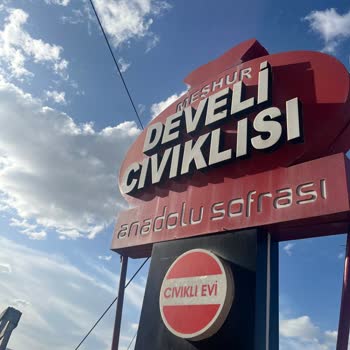 MEŞHUR
DEVELİ
CIVIKLISI
anadolu sofrası
CIVIKLI EVİ